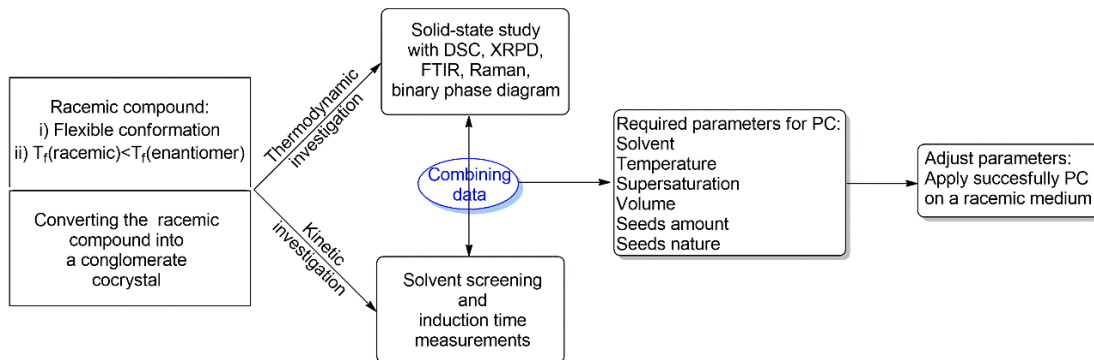 Racemic compound:
i) Flexible conformation
ii) Tf(racemic)<Tf(enantiomer)
Converting the racemic
compound into
a conglomerate
cocrystal
Thermodynamic
investigation
Kinetic
investigation
Solid-state study
with DSC, XRPD,
FTIR, Raman,
binary phase diagram
Combining
data
Solvent screening
and
induction time
measurements
Required parameters for PC:
Solvent
Temperature
Supersaturation
Volume
Seeds amount
Seeds nature
Adjust parameters:
Apply succesfully PC
on a racemic medium